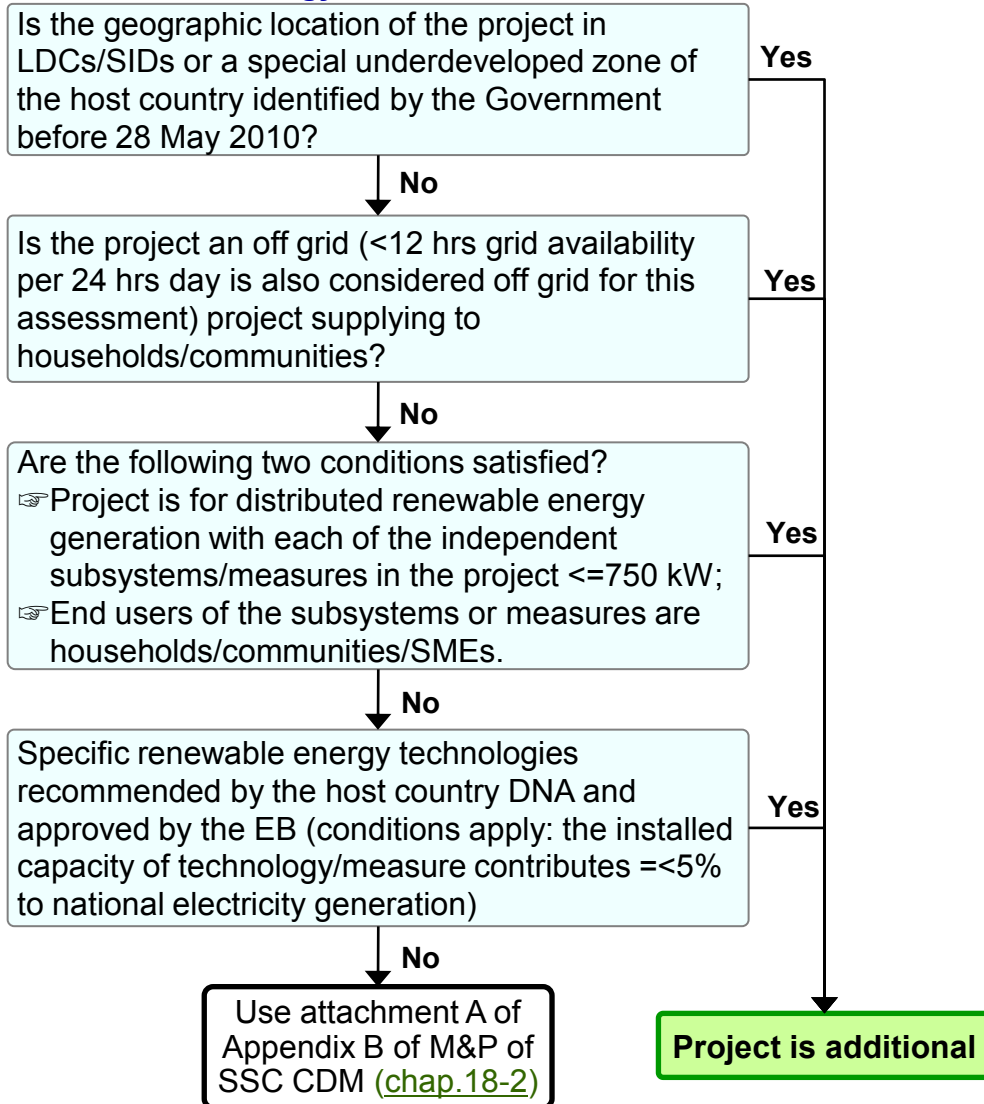 Is the geographic location of the project in
LDCs/SIDs or a special underdeveloped zone of
the host country identified by the Government
before 28 May 2010?
Yes
No
Is the project an off grid (<12 hrs grid availability
per 24 hrs day is also considered off grid for this
assessment) project supplying to
households/communities?
Yes
No
Are the following two conditions satisfied?
☞Project is for distributed renewable energy
generation with each of the independent
subsystems/measures in the project <=750 kW;
☞End users of the subsystems or measures are
households/communities/SMEs.
Yes
No
Specific renewable energy technologies
recommended by the host country DNA and
approved by the EB (conditions apply: the installed
capacity of technology/measure contributes =<5%
to national electricity generation)
Yes
No
Use attachment A of
Appendix B of M&P of
SSC CDM (chap.18-2)
Project is additional